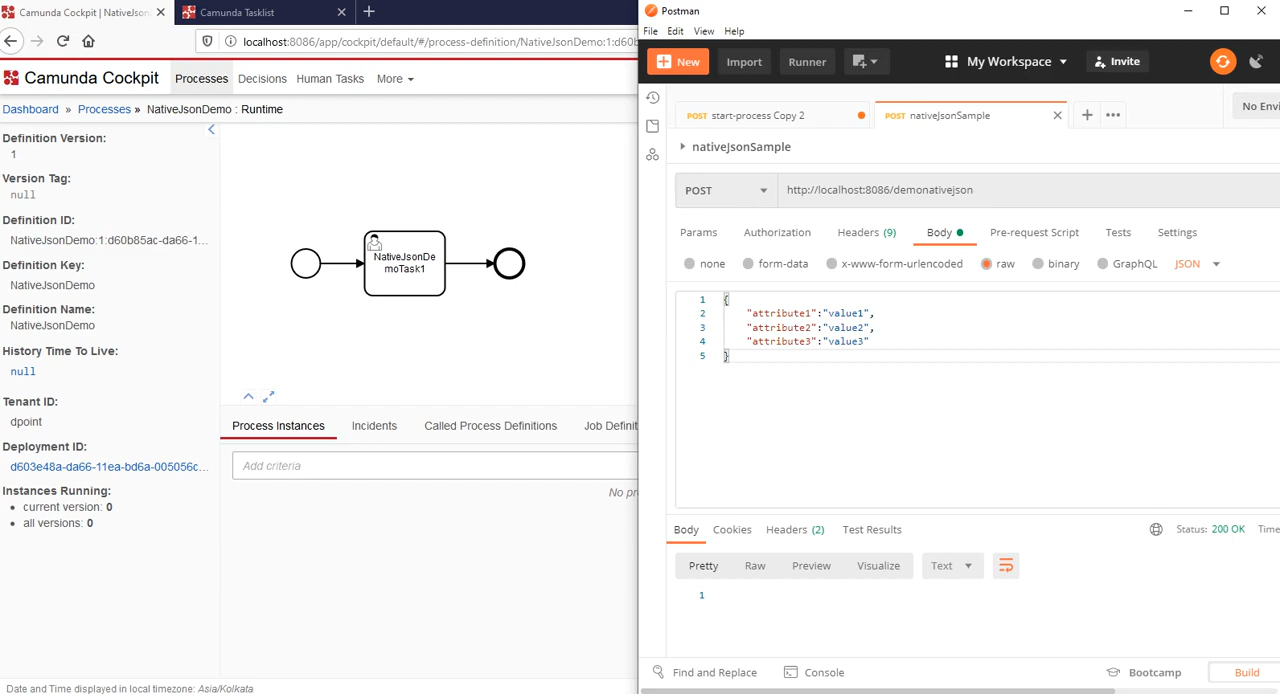 Camunda Cockpit | NativeJson
Camunda Tasklist
localhost:8086/app/cockpit/default/#/process-definition/NativeJsonDemo:1:d60b
Camunda Cockpit
Processes
Decisions
Human Tasks
More
Dashboard » Processes » NativeJsonDemo : Runtime
Definition Version:
1
Version Tag:
null
Definition ID:
NativeJsonDemo:1:d60b85ac-da66-1...
Definition Key:
NativeJsonDemo
Definition Name:
NativeJsonDemo
History Time To Live:
null
Tenant ID:
dpoint
Deployment ID:
d603e48a-da66-11ea-bd6a-005056c...
Instances Running:
current version: 0
all versions: 0
NativeJsonDe
moTask1
Process Instances
Incidents
Called Process Definitions
Job Definit
Add criteria
No pr
Date and Time displayed in local timezone: Asia/Kolkata
Postman
File Edit View Help
New
Import
Runner
My Workspace
Invite
POST start-process Copy 2
POST nativeJsonSample
No Envi
nativeJsonSample
POST
http://localhost:8086/demonativejson
Params
Authorization
Headers (9)
Body
Pre-request Script
Tests
Settings
none
form-data
x-www-form-urlencoded
raw
binary
GraphQL
JSON
1 {
2 "attribute1":"value1",
3 "attribute2":"value2",
4 "attribute3":"value3"
5 }
Body
Cookies
Headers (2)
Test Results
Status: 200 OK
Time
Pretty
Raw
Preview
Visualize
Text
1
Find and Replace
Console
Bootcamp
Build